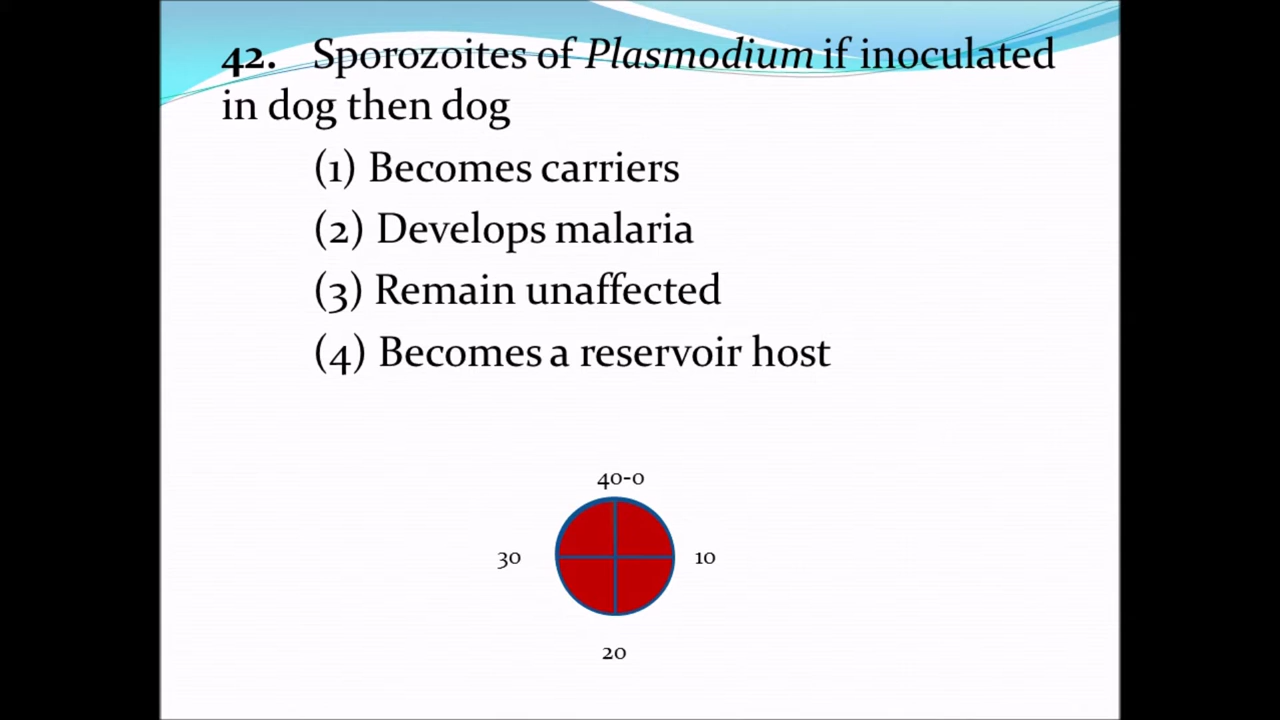 42. Sporozoites of Plasmodium if inoculated
in dog then dog
(1) Becomes carriers
(2) Develops malaria
(3) Remain unaffected
(4) Becomes a reservoir host
40-0
30
10
20